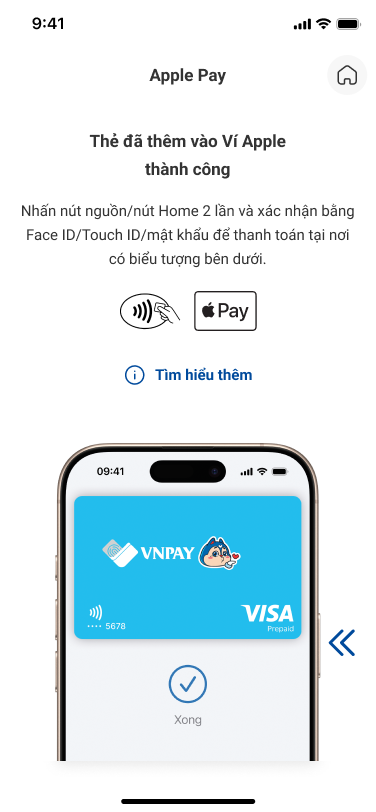 9:41
Apple Pay
Thẻ đã thêm vào Ví Apple
thành công
Nhấn nút nguồn/nút Home 2 lần và xác nhận bằng
Face ID/Touch ID/mật khẩu để thanh toán tại nơi
có biểu tượng bên dưới.
Pay
Tìm hiểu thêm
09:41
VNPAY
•••• 5678
VISA
Prepaid
Xong